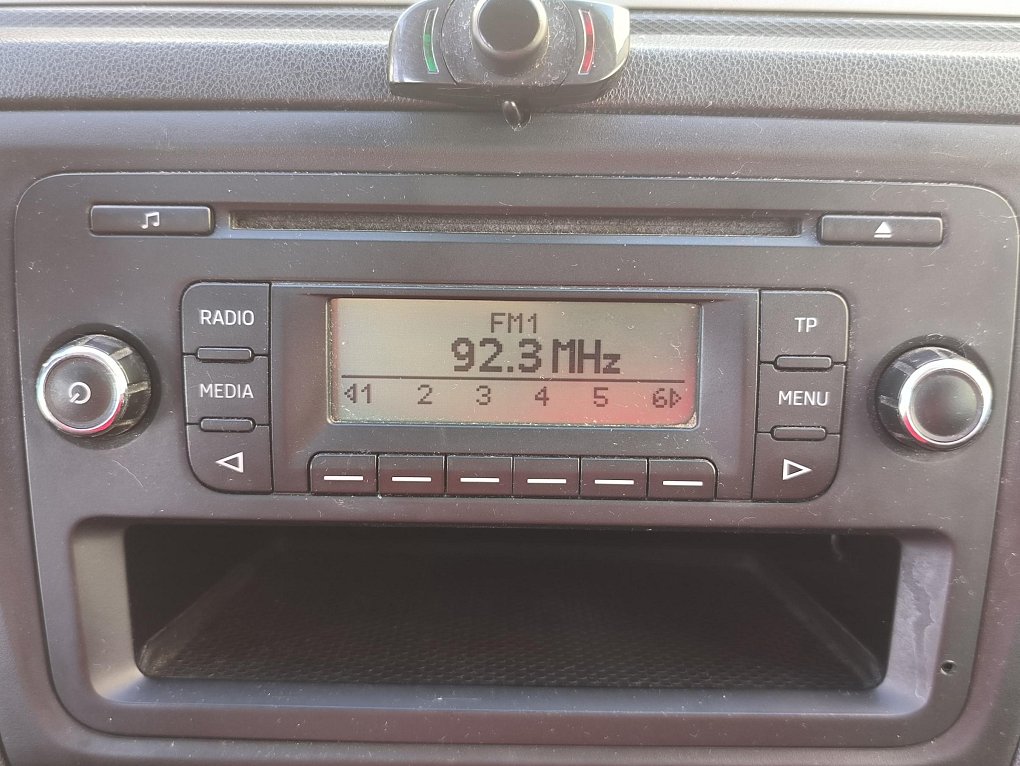 RADIO
FM1
TP
92.3 MHz
MEDIA
1 2 3 4 5 6
MENU